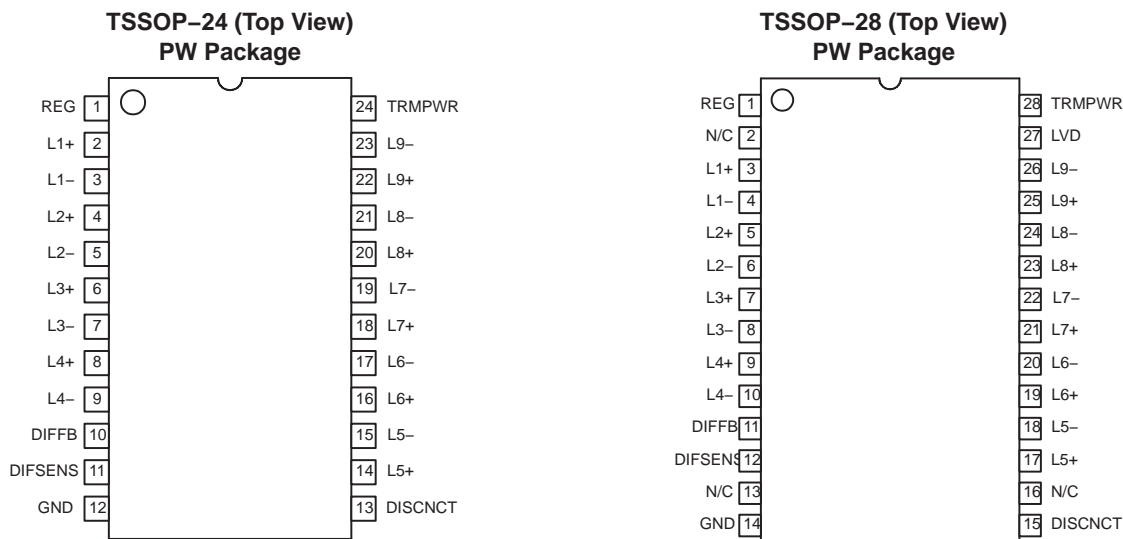 TSSOP−24 (Top View)
PW Package
REG 1
L1+ 2
L1− 3
L2+ 4
L2− 5
L3+ 6
L3− 7
L4+ 8
L4− 9
DIFFB 10
DIFSENS 11
GND 12
24 TRMPWR
23 L9−
22 L9+
21 L8−
20 L8+
19 L7−
18 L7+
17 L6−
16 L6+
15 L5−
14 L5+
13 DISCNCT
TSSOP−28 (Top View)
PW Package
REG 1
N/C 2
L1+ 3
L1− 4
L2+ 5
L2− 6
L3+ 7
L3− 8
L4+ 9
L4− 10
DIFFB 11
DIFSENS 12
N/C 13
GND 14
28 TRMPWR
27 LVD
26 L9−
25 L9+
24 L8−
23 L8+
22 L7−
21 L7+
20 L6−
19 L6+
18 L5−
17 L5+
16 N/C
15 DISCNCT